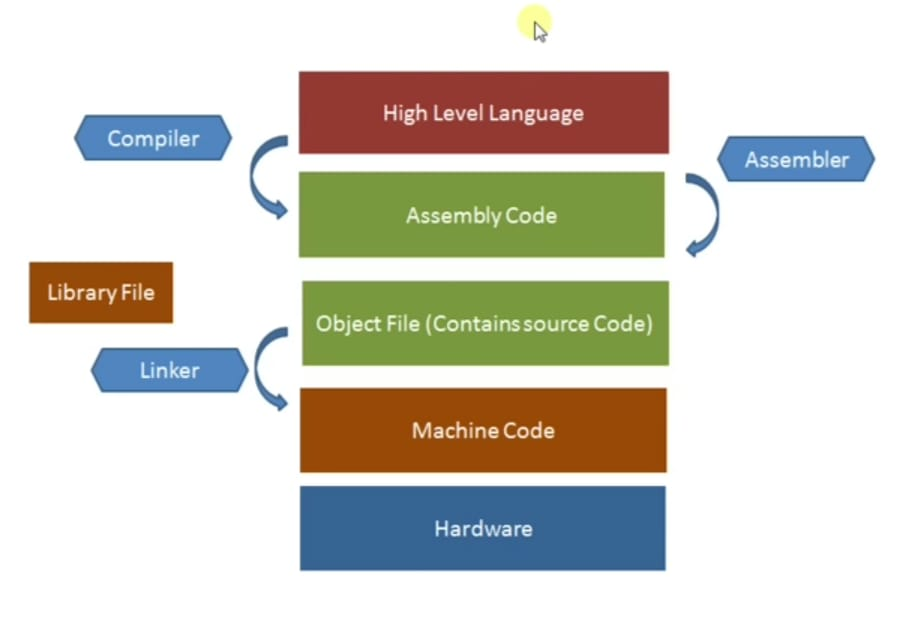 High Level Language
Compiler
Assembler
Assembly Code
Library File
Object File (Contains source Code)
Linker
Machine Code
Hardware